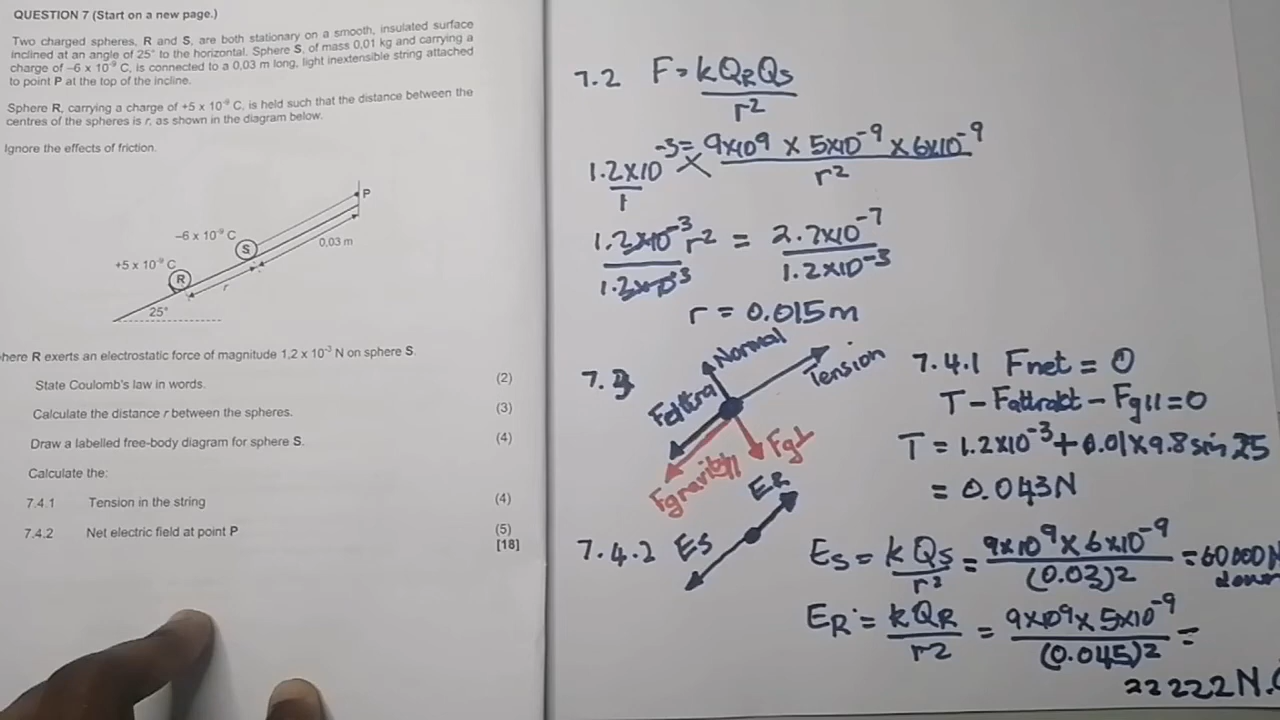 QUESTION 7 (Start on a new page.)
Two charged spheres, R and S, are both stationary on a smooth, insulated surface
inclined at an angle of 25° to the horizontal. Sphere S, of mass 0,01 kg and carrying a
charge of –6 x 10⁻⁹ C, is connected to a 0,03 m long, light inextensible string attached
to point P at the top of the incline.
Sphere R, carrying a charge of +5 x 10⁻⁹ C, is held such that the distance between the
centres of the spheres is r, as shown in the diagram below.
Ignore the effects of friction.
P
–6 x 10⁻⁹ C
S
0,03 m
+5 x 10⁻⁹ C
R
r
25°
here R exerts an electrostatic force of magnitude 1,2 x 10⁻³ N on sphere S.
State Coulomb's law in words. (2)
Calculate the distance r between the spheres. (3)
Draw a labelled free-body diagram for sphere S. (4)
Calculate the:
7.4.1 Tension in the string (4)
7.4.2 Net electric field at point P (5)
[18]
7.2 F = kQRQS
r²
1.2x10⁻³ = 9x10⁹ x 5x10⁻⁹ x 6x10⁻⁹
1 r²
1.2x10⁻³ r² = 2.7x10⁻⁷
1.2x10⁻³ 1.2x10⁻³
r = 0.015m
7.3
Normal
Tension
Fg⊥
7.4.1 Fnet = 0
T - Fattrakt - Fg11 = 0
T = 1.2x10⁻³ + 0.01x9.8 sin 25
= 0.043N
7.4.2 ES
ER
ES = kQS = 9x10⁹ x 6x10⁻⁹ = 60000N
r² (0.03)² down
ER = kQR = 9x10⁹ x 5x10⁻⁹ =
r² (0.045)²
22222N.C